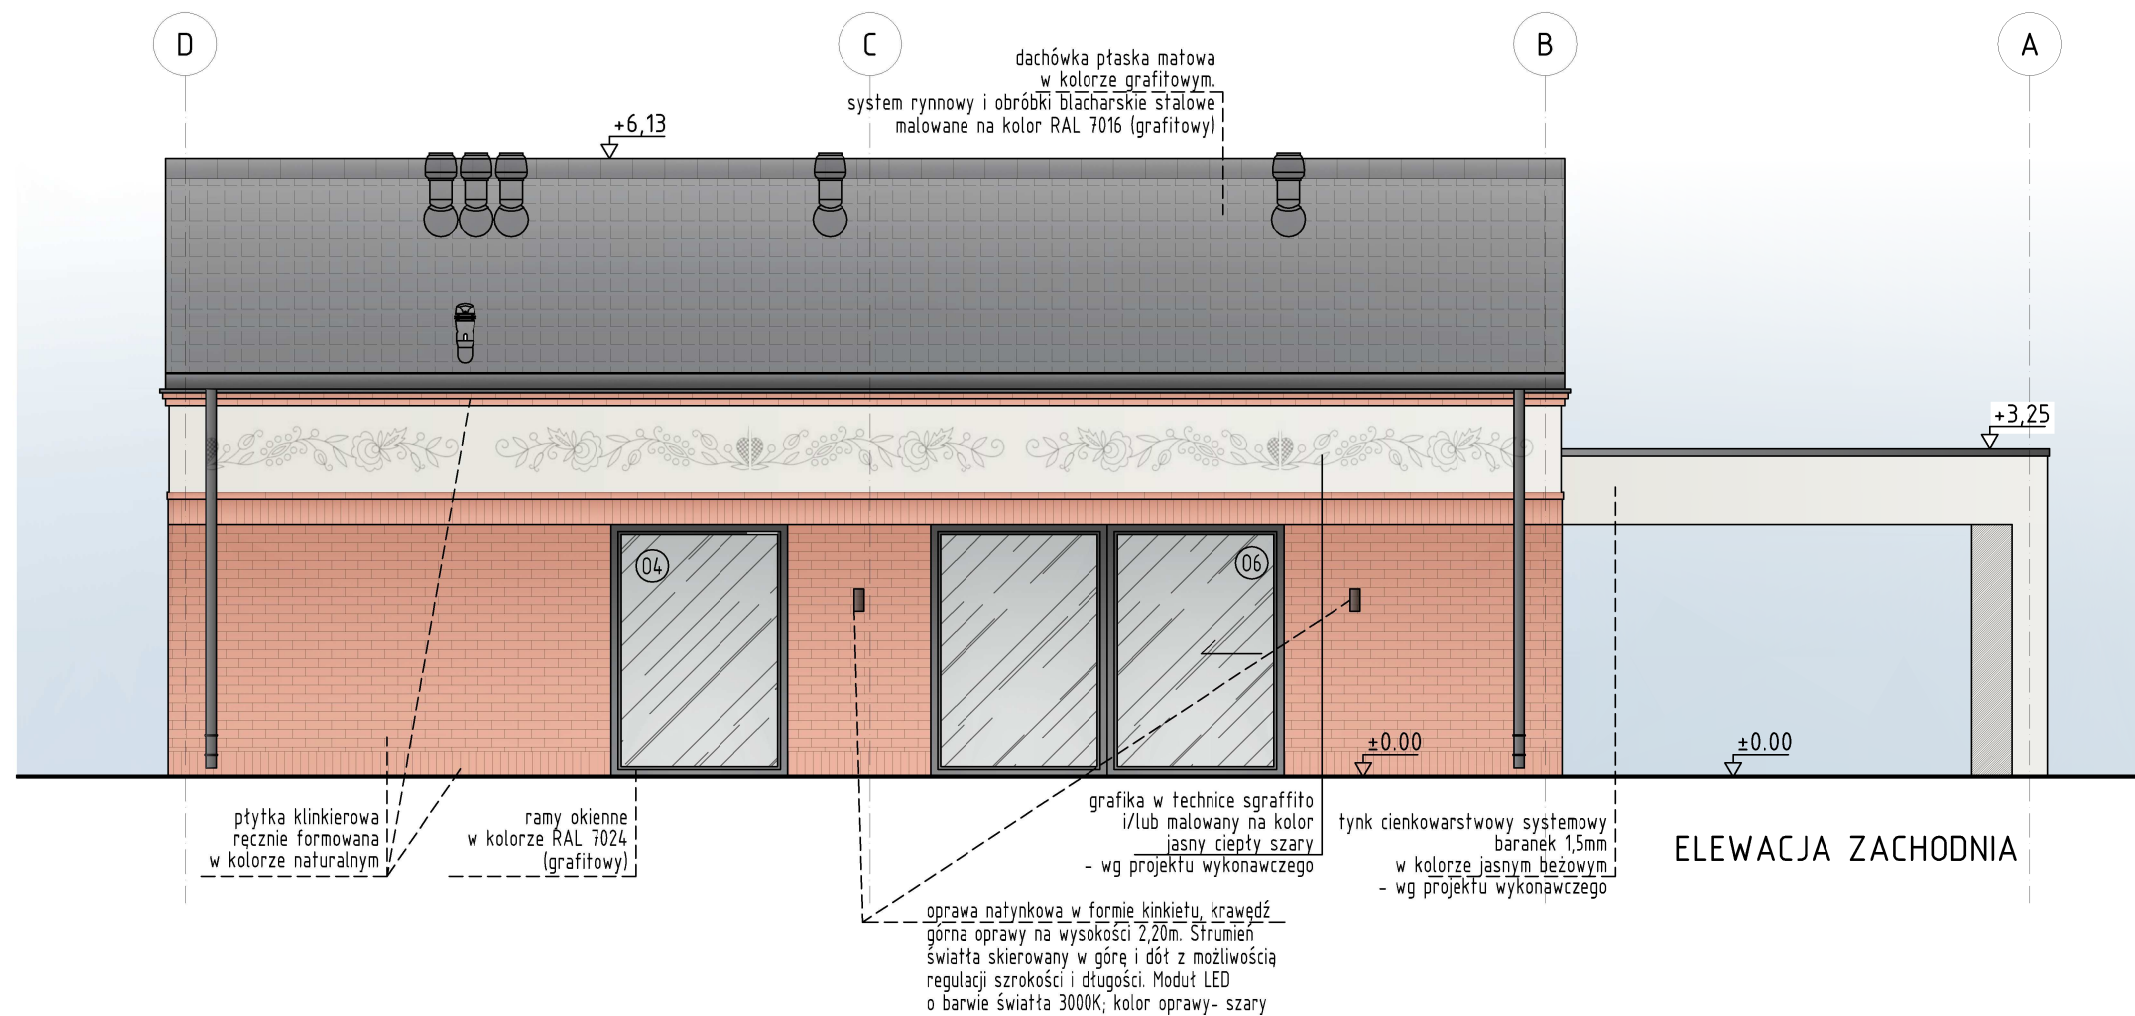 D
C
B
A
dachówka płaska matowa
w kolorze grafitowym.
system rynnowy i obróbki blacharskie stalowe
malowane na kolor RAL 7016 (grafitowy)
+6,13
+3,25
04
06
±0.00
±0.00
płytka klinkierowa
ręcznie formowana
w kolorze naturalnym
ramy okienne
w kolorze RAL 7024
(grafitowy)
grafika w technice sgraffito
i/lub malowany na kolor
jasny ciepły szary
- wg projektu wykonawczego
tynk cienkowarstwowy systemowy
baranek 1,5mm
w kolorze jasnym beżowym
- wg projektu wykonawczego
ELEWACJA ZACHODNIA
oprawa natynkowa w formie kinkietu, krawędź
górna oprawy na wysokości 2,20m. Strumień
światła skierowany w górę i dół z możliwością
regulacji szrokości i długości. Moduł LED
o barwie światła 3000K; kolor oprawy- szary